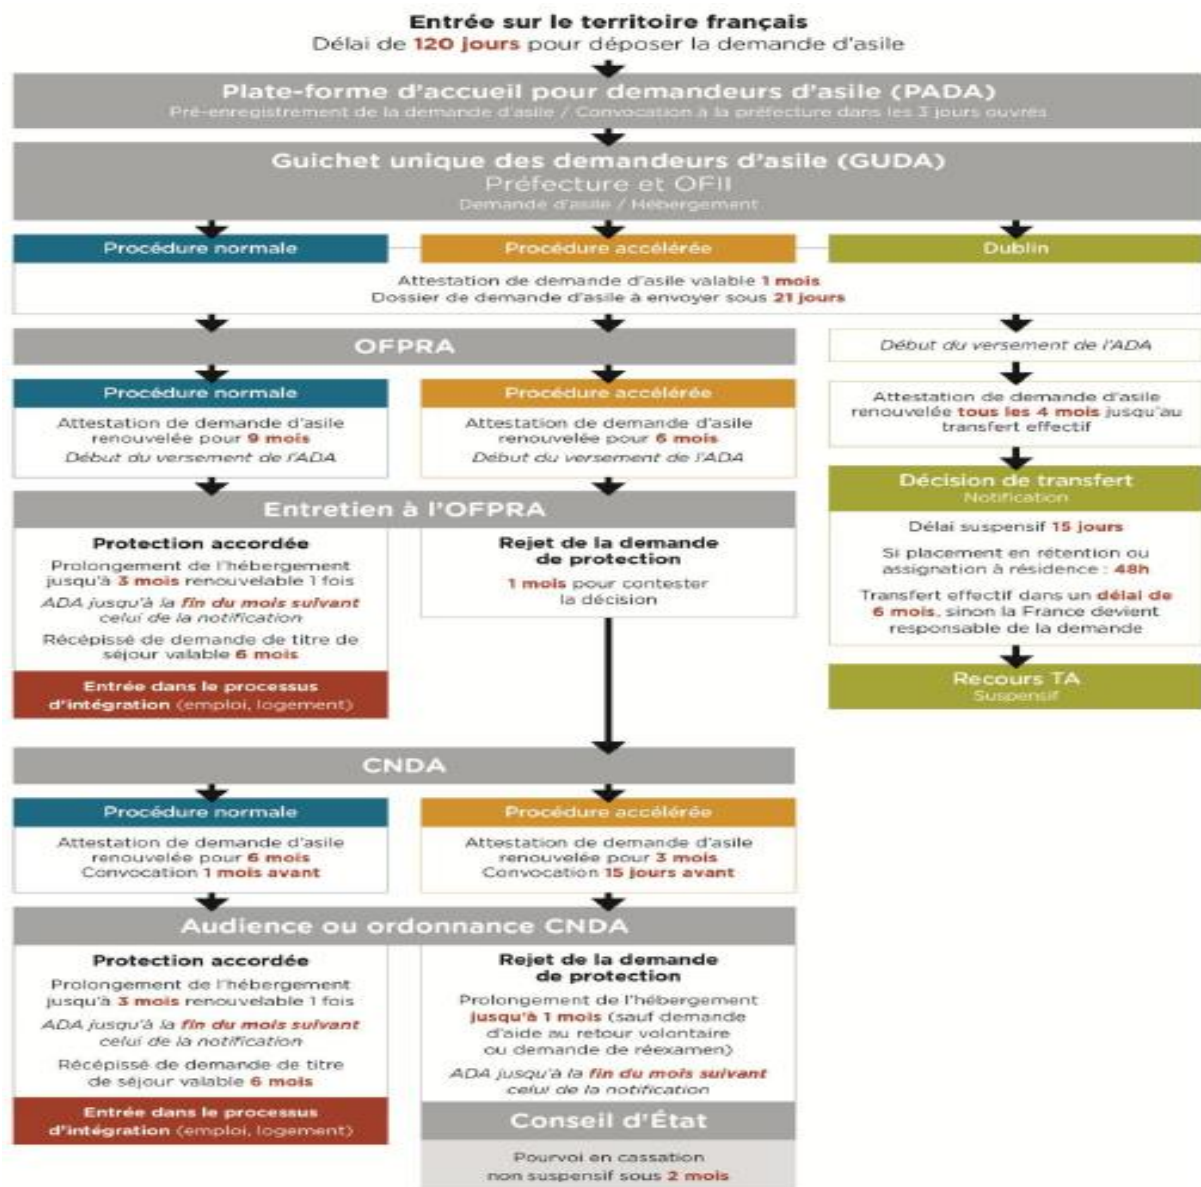 Entrée sur le territoire français
Délai de 120 jours pour déposer la demande d'asile
Plate-forme d'accueil pour demandeurs d'asile (PADA)
Pré-enregistrement de la demande d'asile / Convocation à la préfecture dans les 3 jours ouvrés
Guichet unique des demandeurs d'asile (GUDA)
Préfecture et OFII
Demande d'asile / Hébergement
Procédure normale
Procédure accélérée
Dublin
Attestation de demande d'asile valable 1 mois
Dossier de demande d'asile à envoyer sous 21 jours
OFPRA
Procédure normale
Attestation de demande d'asile
renouvelée pour 9 mois
Début du versement de l'ADA
Procédure accélérée
Attestation de demande d'asile
renouvelée pour 6 mois
Début du versement de l'ADA
Entretien à l'OFPRA
Protection accordée
Prolongement de l'hébergement
jusqu'à 3 mois renouvelable 1 fois
ADA jusqu'à la fin du mois suivant
celui de la notification
Récépissé de demande de titre de
séjour valable 6 mois
Entrée dans le processus
d'intégration (emploi, logement)
Rejet de la demande
de protection
1 mois pour contester
la décision
Début du versement de l'ADA
Attestation de demande d'asile
renouvelée tous les 4 mois jusqu'au
transfert effectif
Décision de transfert
Notification
Délai suspensif 15 jours
Si placement en rétention ou
assignation à résidence : 48h
Transfert effectif dans un délai de
6 mois, sinon la France devient
responsable de la demande
Recours TA
Suspensif
CNDA
Procédure normale
Attestation de demande d'asile
renouvelée pour 6 mois
Convocation 1 mois avant
Procédure accélérée
Attestation de demande d'asile
renouvelée pour 3 mois
Convocation 15 jours avant
Audience ou ordonnance CNDA
Protection accordée
Prolongement de l'hébergement
jusqu'à 3 mois renouvelable 1 fois
ADA jusqu'à la fin du mois suivant
celui de la notification
Récépissé de demande de titre
de séjour valable 6 mois
Entrée dans le processus
d'intégration (emploi, logement)
Rejet de la demande
de protection
Prolongement de l'hébergement
jusqu'à 1 mois (sauf demande
d'aide au retour volontaire
ou demande de réexamen)
ADA jusqu'à la fin du mois suivant
celui de la notification
Conseil d'État
Pourvoi en cassation
non suspensif sous 2 mois